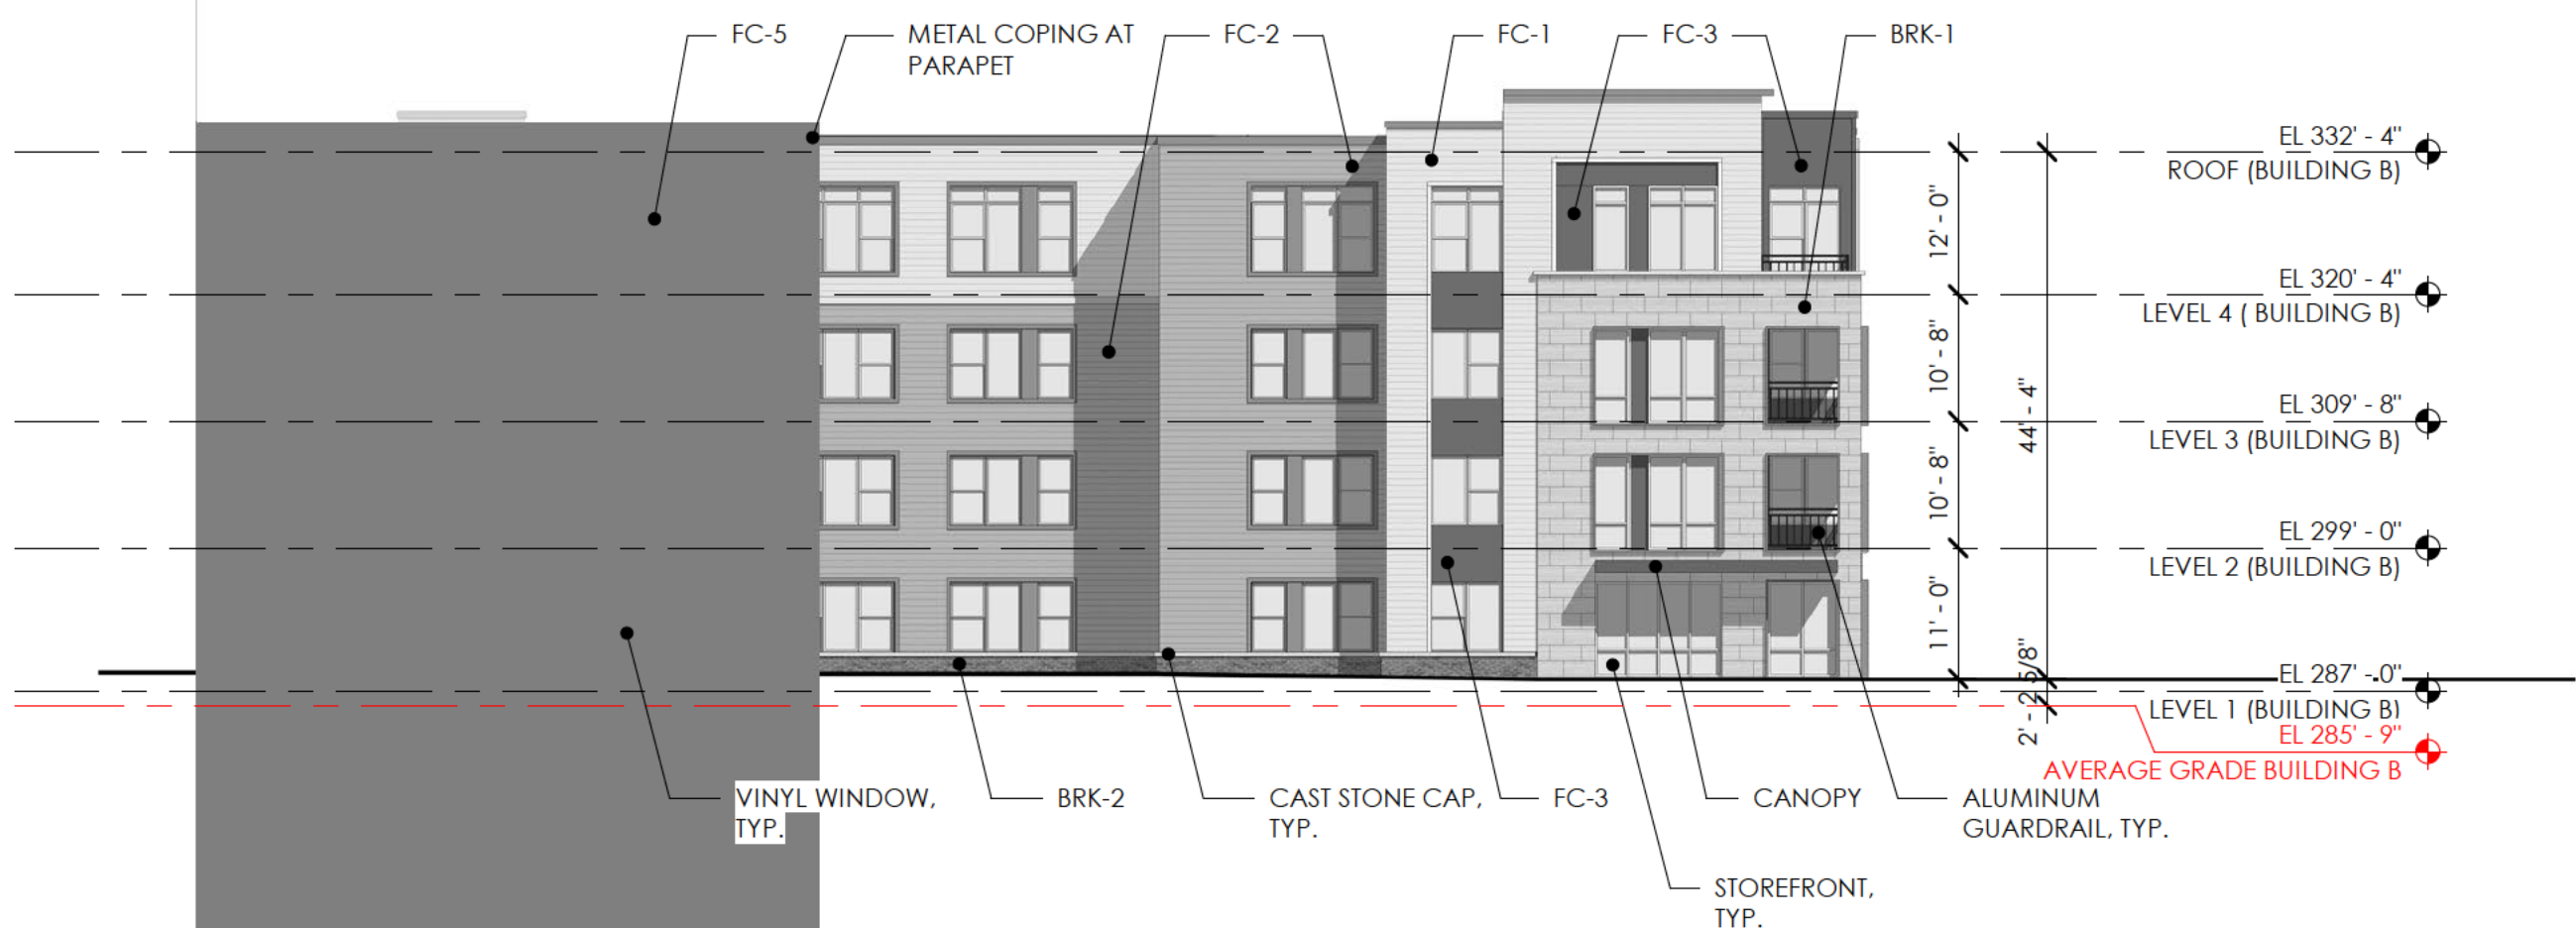 FC-5
METAL COPING AT
PARAPET
FC-2
FC-1
FC-3
BRK-1
EL 332' - 4"
ROOF (BUILDING B)
12' - 0"
EL 320' - 4"
LEVEL 4 ( BUILDING B)
10' - 8"
44' - 4"
EL 309' - 8"
LEVEL 3 (BUILDING B)
10' - 8"
EL 299' - 0"
LEVEL 2 (BUILDING B)
11' - 0"
2' - 2 5/8"
EL 287' - 0"
LEVEL 1 (BUILDING B)
EL 285' - 9"
AVERAGE GRADE BUILDING B
VINYL WINDOW,
TYP.
BRK-2
CAST STONE CAP,
TYP.
FC-3
CANOPY
ALUMINUM
GUARDRAIL, TYP.
STOREFRONT,
TYP.